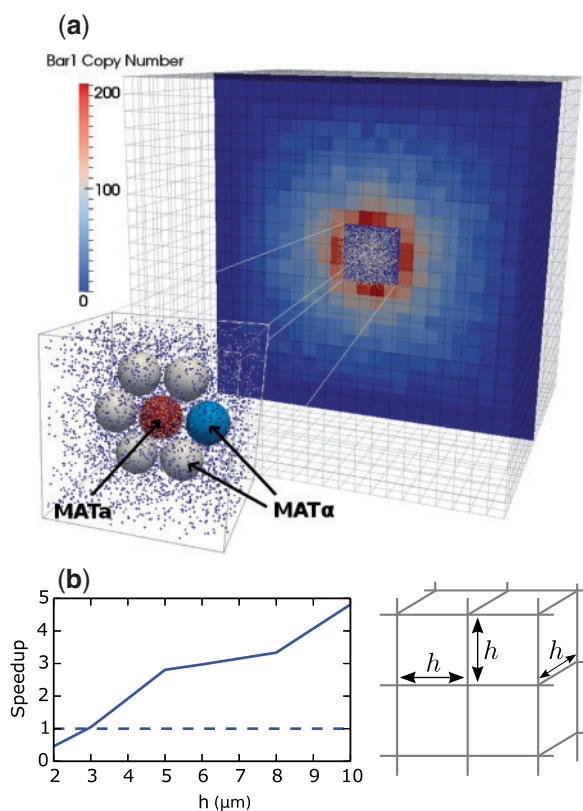 (a)
Bar1 Copy Number
200
100
0
MATa
MATα
(b)
Speedup
5
4
3
2
1
0
2 3 4 5 6 7 8 9 10
h (μm)
h
h
h